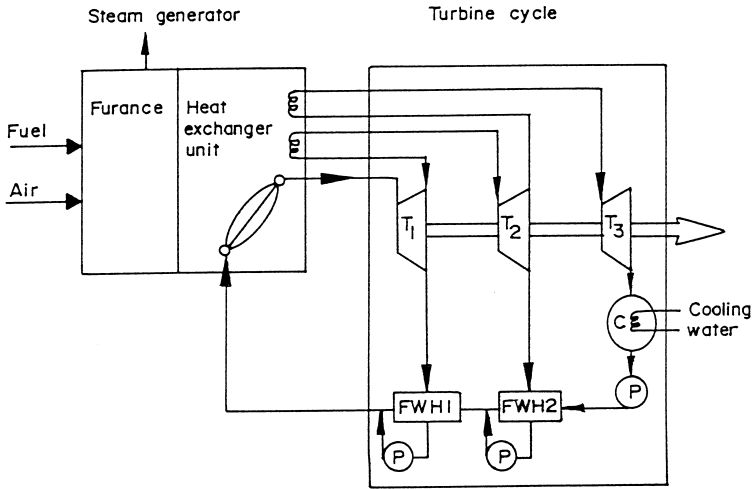 Steam generator
Turbine cycle
Furance
Heat
exchanger
unit
Fuel
Air
T1
T2
T3
C
Cooling
water
P
FWH1
FWH2
P
P